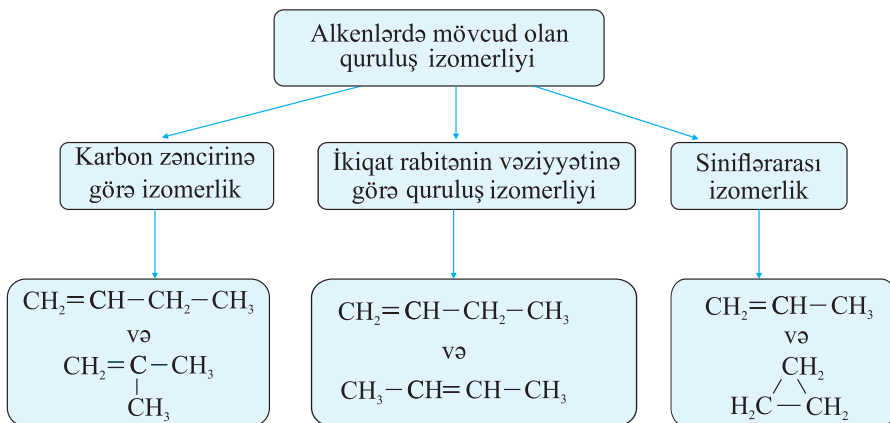 Alkenlərdə mövcud olan
quruluş izomerliyi
Karbon zəncirinə
görə izomerlik
İkiqat rabitənin vəziyyətinə
görə quruluş izomerliyi
Siniflərarası
izomerlik
CH₂=CH−CH₂−CH₃
və
CH₂=C−CH₃
CH₃
CH₂=CH−CH₂−CH₃
və
CH₃−CH=CH−CH₃
CH₂=CH−CH₃
və
CH₂
H₂C−CH₂